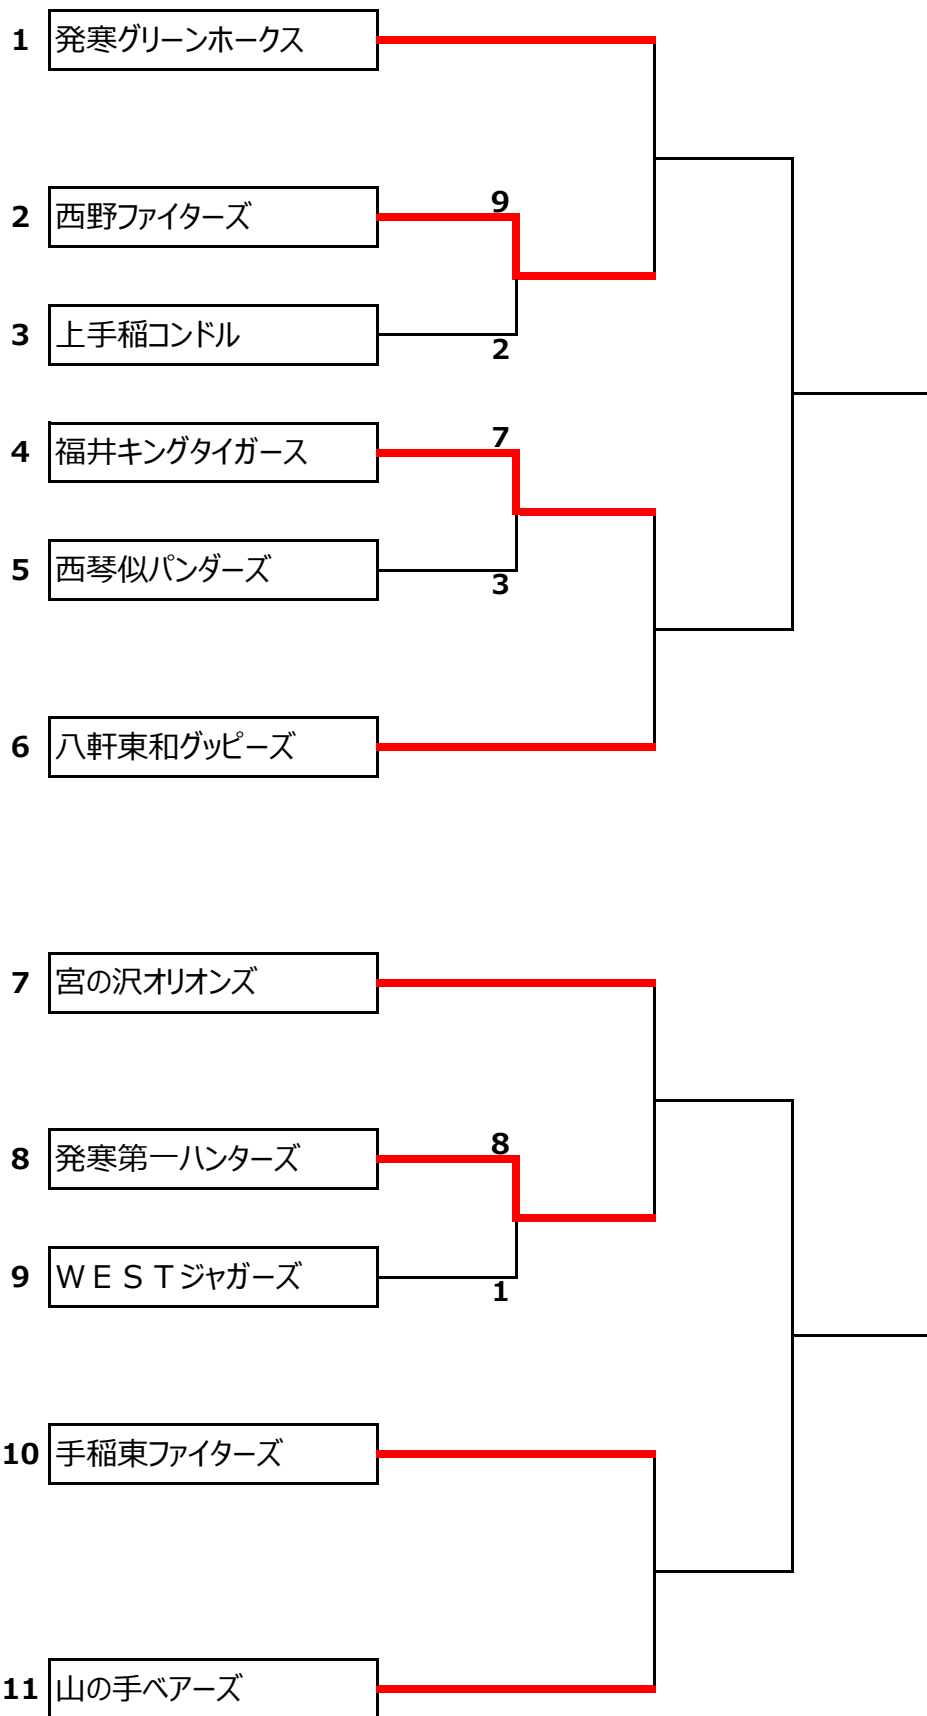 1 発寒グリーンホークス
2 西野ファイターズ 9
3 上手稲コンドル 2
4 福井キングタイガース 7
5 西琴似パンダーズ 3
6 八軒東和グッピーズ
7 宮の沢オリオンズ
8 発寒第一ハンターズ 8
9 ＷＥＳＴジャガーズ 1
10 手稲東ファイターズ
11 山の手ベアーズ